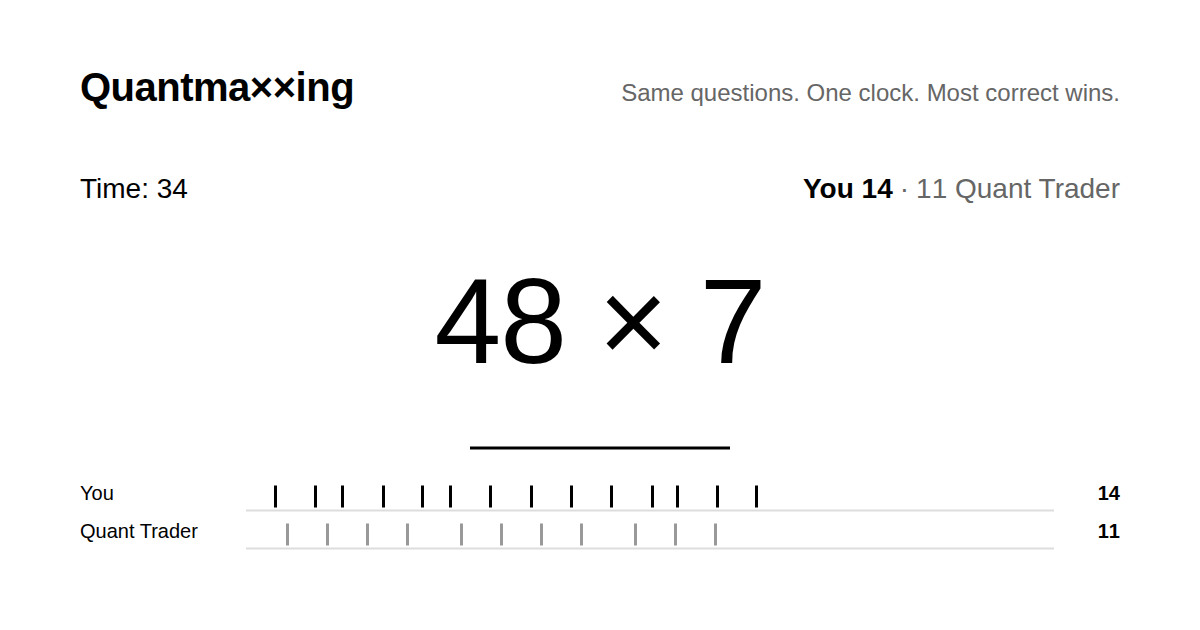 Quantma××ing
Same questions. One clock. Most correct wins.
Time: 34
You 14 · 11 Quant Trader
48 × 7
You 14
Quant Trader 11